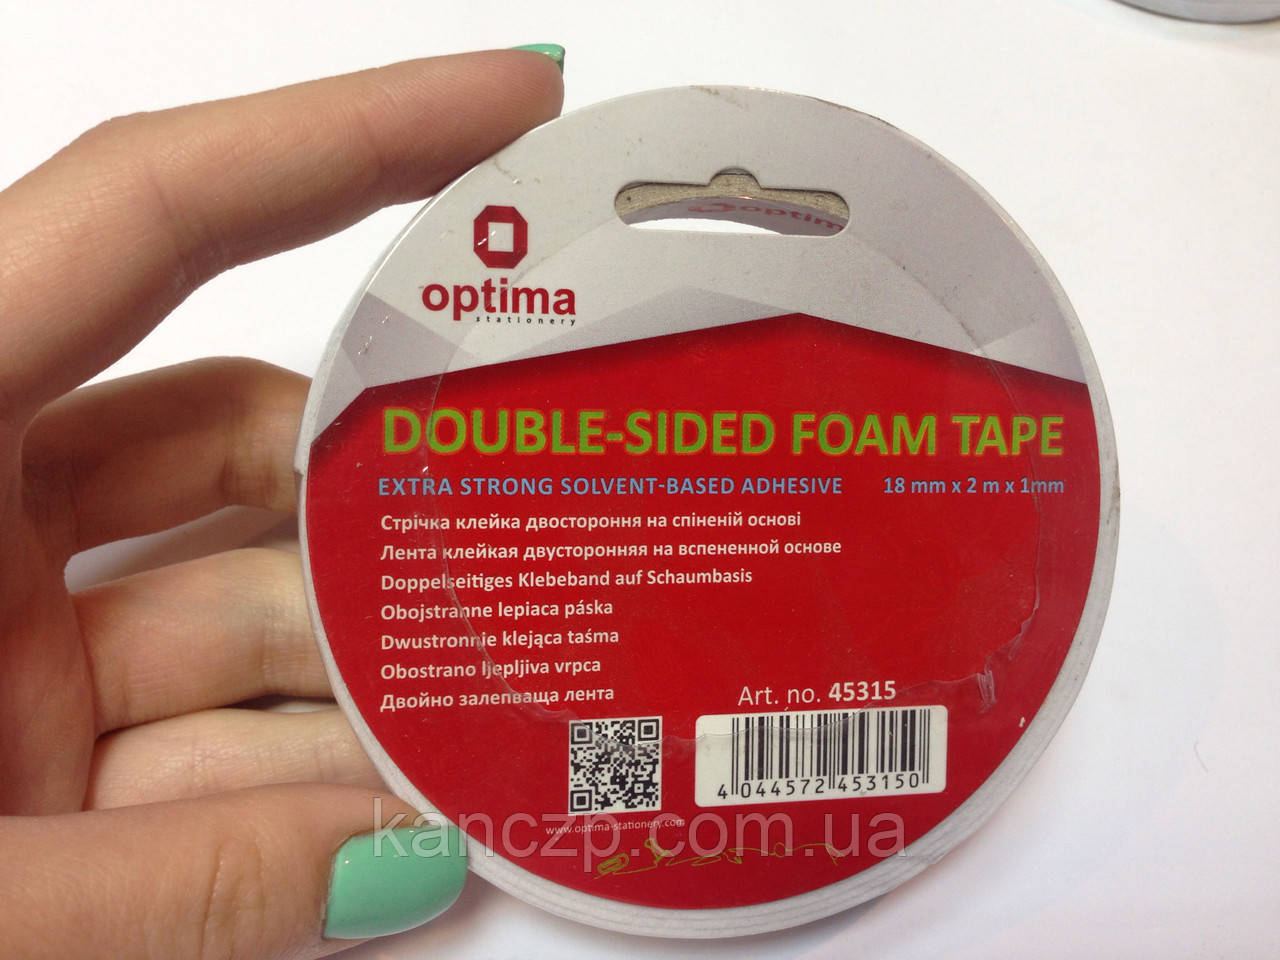 optima
optima
stationery
DOUBLE-SIDED FOAM TAPE
EXTRA STRONG SOLVENT-BASED ADHESIVE 18 mm x 2 m x 1mm
Стрічка клейка двостороння на спіненій основі
Лента клейкая двусторонняя на вспененной основе
Doppelseitiges Klebeband auf Schaumbasis
Obojstranne lepiaca páska
Dwustronnie klejąca taśma
Obostrano ljepljiva vrpca
Двойно залепваща лента
Art. no. 45315
4 044572 453150
www.optima-stationery.com
kanczp.com.ua